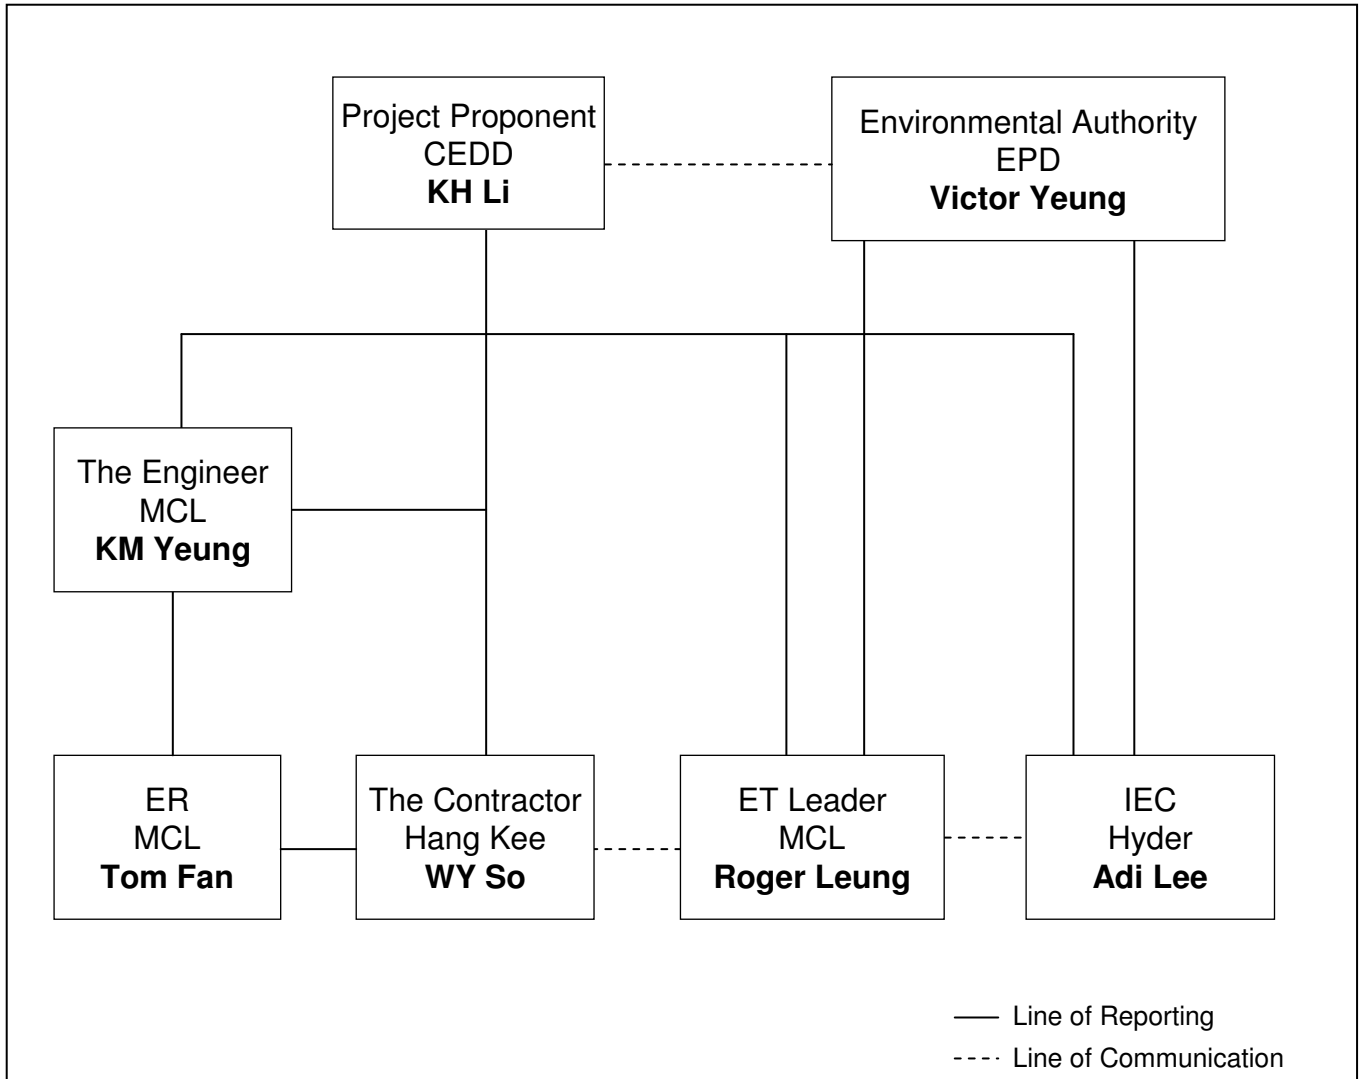 Project Proponent
CEDD
KH Li
Environmental Authority
EPD
Victor Yeung
The Engineer
MCL
KM Yeung
ER
MCL
Tom Fan
The Contractor
Hang Kee
WY So
ET Leader
MCL
Roger Leung
IEC
Hyder
Adi Lee
Line of Reporting
Line of Communication